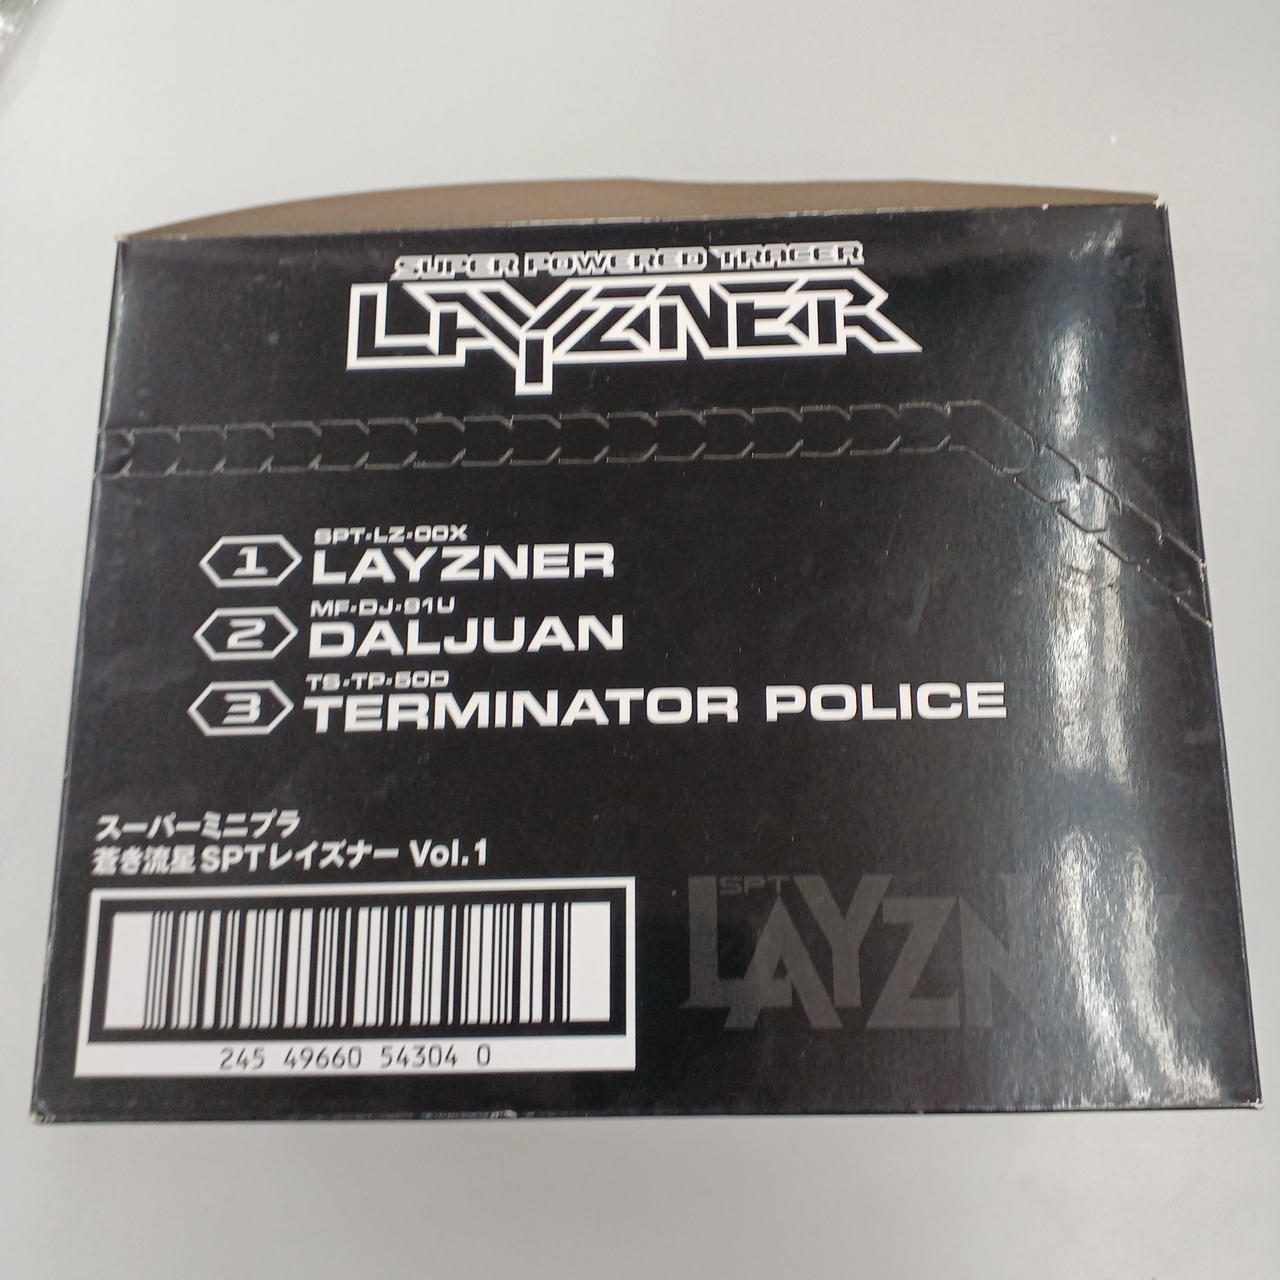 SUPER POWERED TRACER
LAYZNER
SPT-LZ-00X
1 LAYZNER
MF-DJ-91U
2 DALJUAN
TS-TP-50D
3 TERMINATOR POLICE
スーパーミニプラ
蒼き流星SPTレイズナー Vol.1
245 49660 54304 0
SPT
LAYZNER